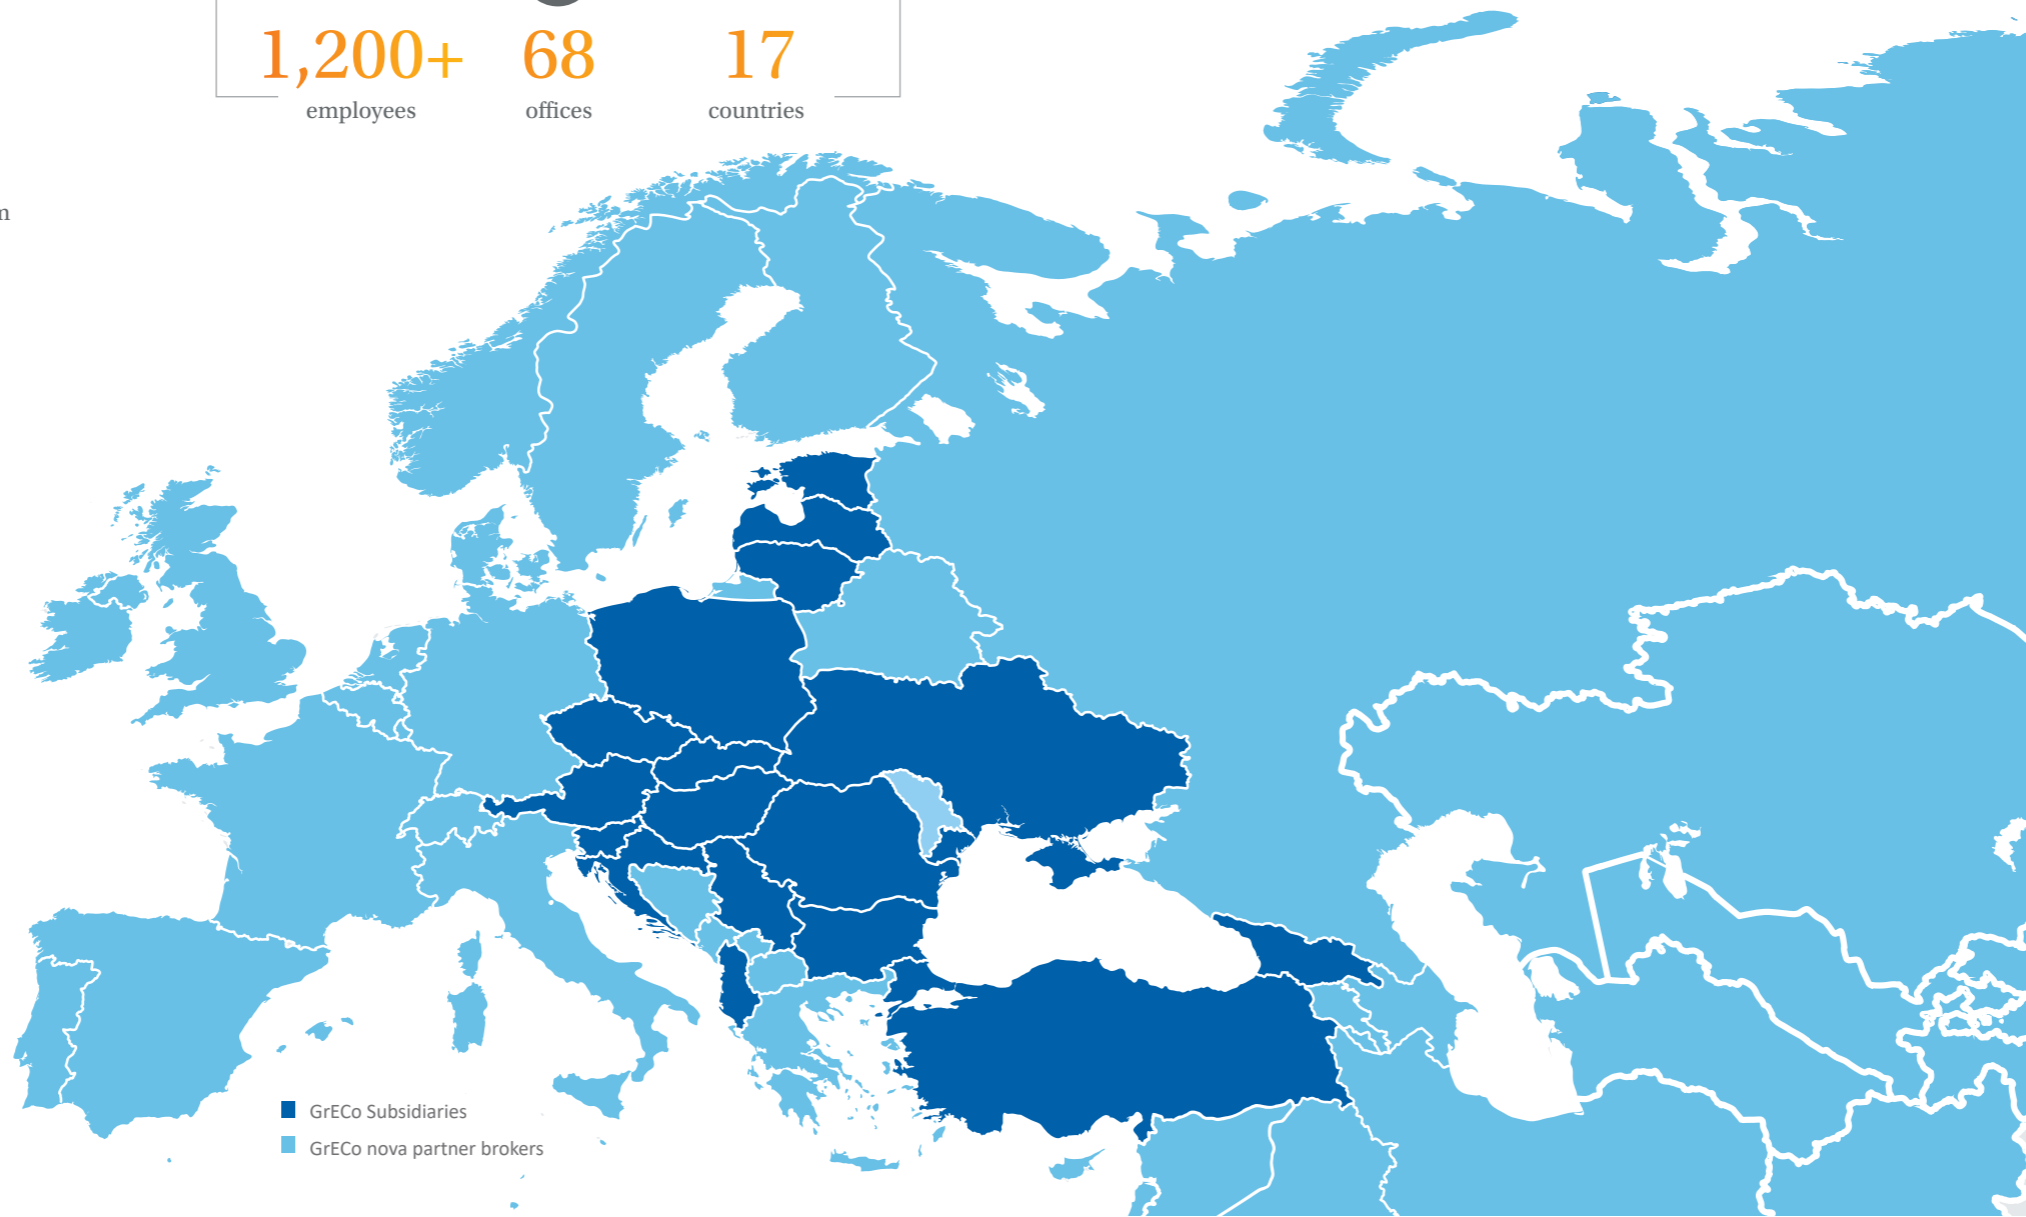 1,200+ 68 17
employees offices countries
GrECo Subsidiaries
GrECo nova partner brokers